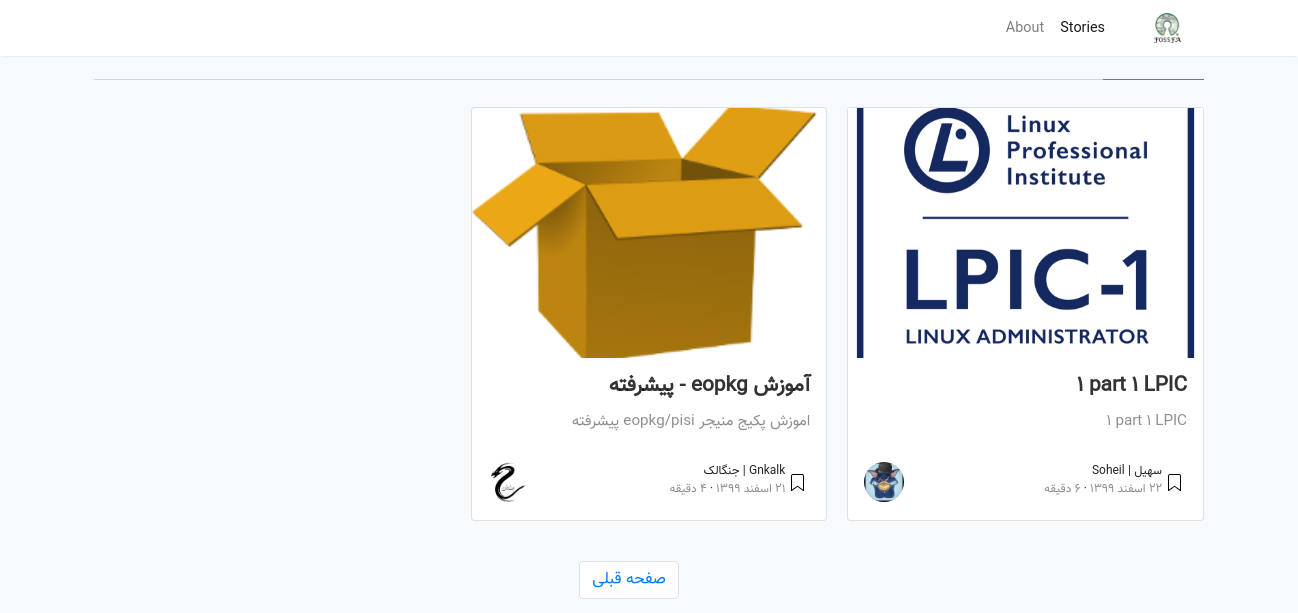 FOSSFA
Stories
About
Linux
Professional
Institute
LPIC-1
LINUX ADMINISTRATOR
۱ part ۱ LPIC
۱ part ۱ LPIC
سهیل | Soheil
۲۲ اسفند ۱۳۹۹ · ۶ دقیقه
آموزش eopkg - پیشرفته
اموزش پکیج منیجر eopkg/pisi پیشرفته
Gnkalk | جنگالک
۲۱ اسفند ۱۳۹۹ · ۴ دقیقه
صفحه قبلی